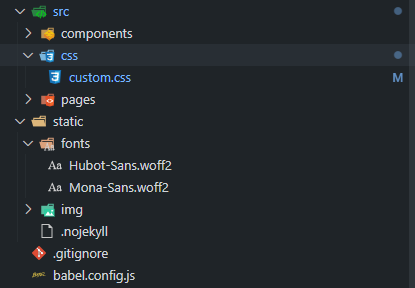 src
components
css
custom.css M
pages
static
fonts
Aa Hubot-Sans.woff2
Aa Mona-Sans.woff2
img
.nojekyll
.gitignore
babel.config.js